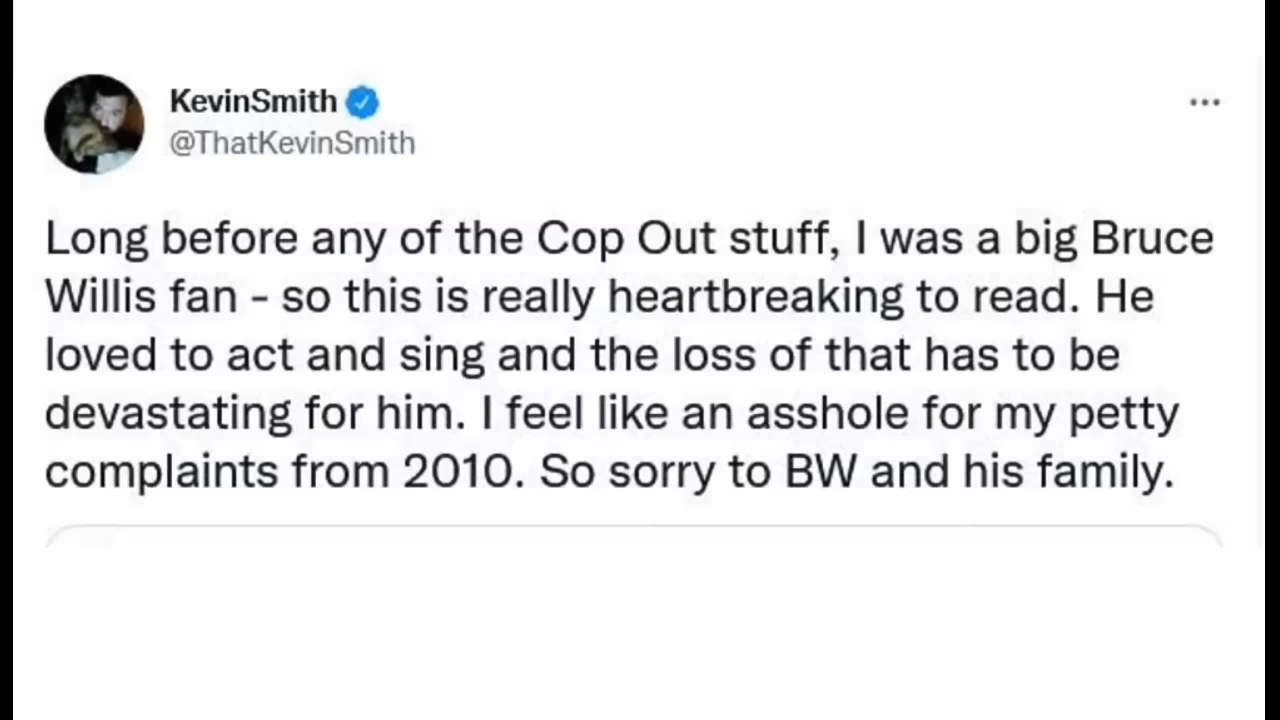 KevinSmith
@ThatKevinSmith
Long before any of the Cop Out stuff, I was a big Bruce
Willis fan - so this is really heartbreaking to read. He
loved to act and sing and the loss of that has to be
devastating for him. I feel like an asshole for my petty
complaints from 2010. So sorry to BW and his family.